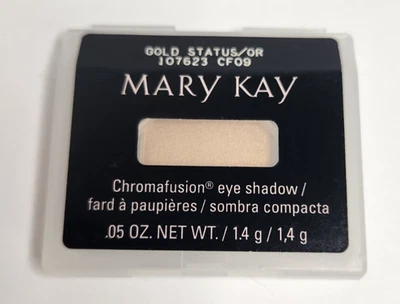 GOLD STATUS/OR
107623 CF09
MARY KAY
Chromafusion® eye shadow /
fard à paupières / sombra compacta
.05 OZ. NET WT. / 1.4 g / 1,4 g